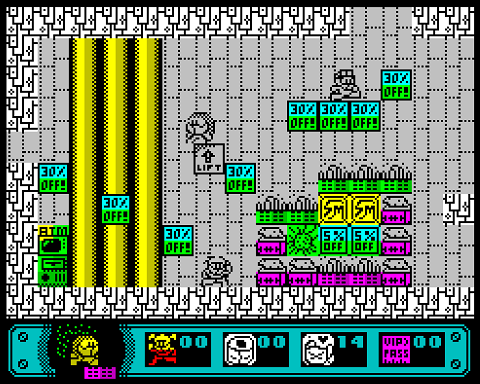 30%
OFF!
30% 30% 30%
OFF! OFF! OFF!
LIFT
30% 30%
OFF! OFF!
30%
OFF!
ATM
30%
OFF!
5% 5%
OFF OFF
00 00 14 VIP 00
PASS